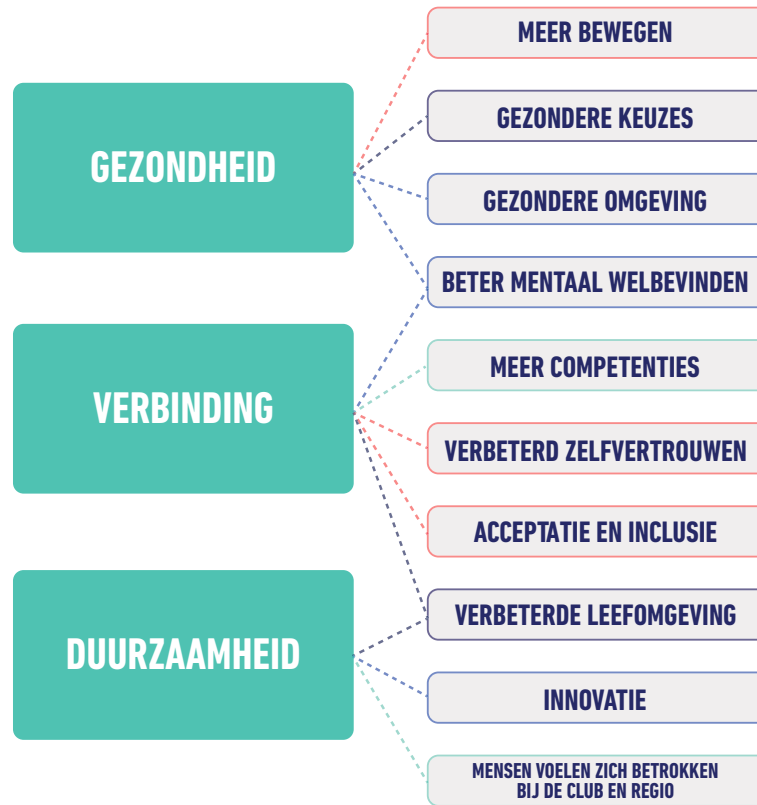 GEZONDHEID
VERBINDING
DUURZAAMHEID
MEER BEWEGEN
GEZONDERE KEUZES
GEZONDERE OMGEVING
BETER MENTAAL WELBEVINDEN
MEER COMPETENTIES
VERBETERD ZELFVERTROUWEN
ACCEPTATIE EN INCLUSIE
VERBETERDE LEEFOMGEVING
INNOVATIE
MENSEN VOELEN ZICH BETROKKEN
BIJ DE CLUB EN REGIO